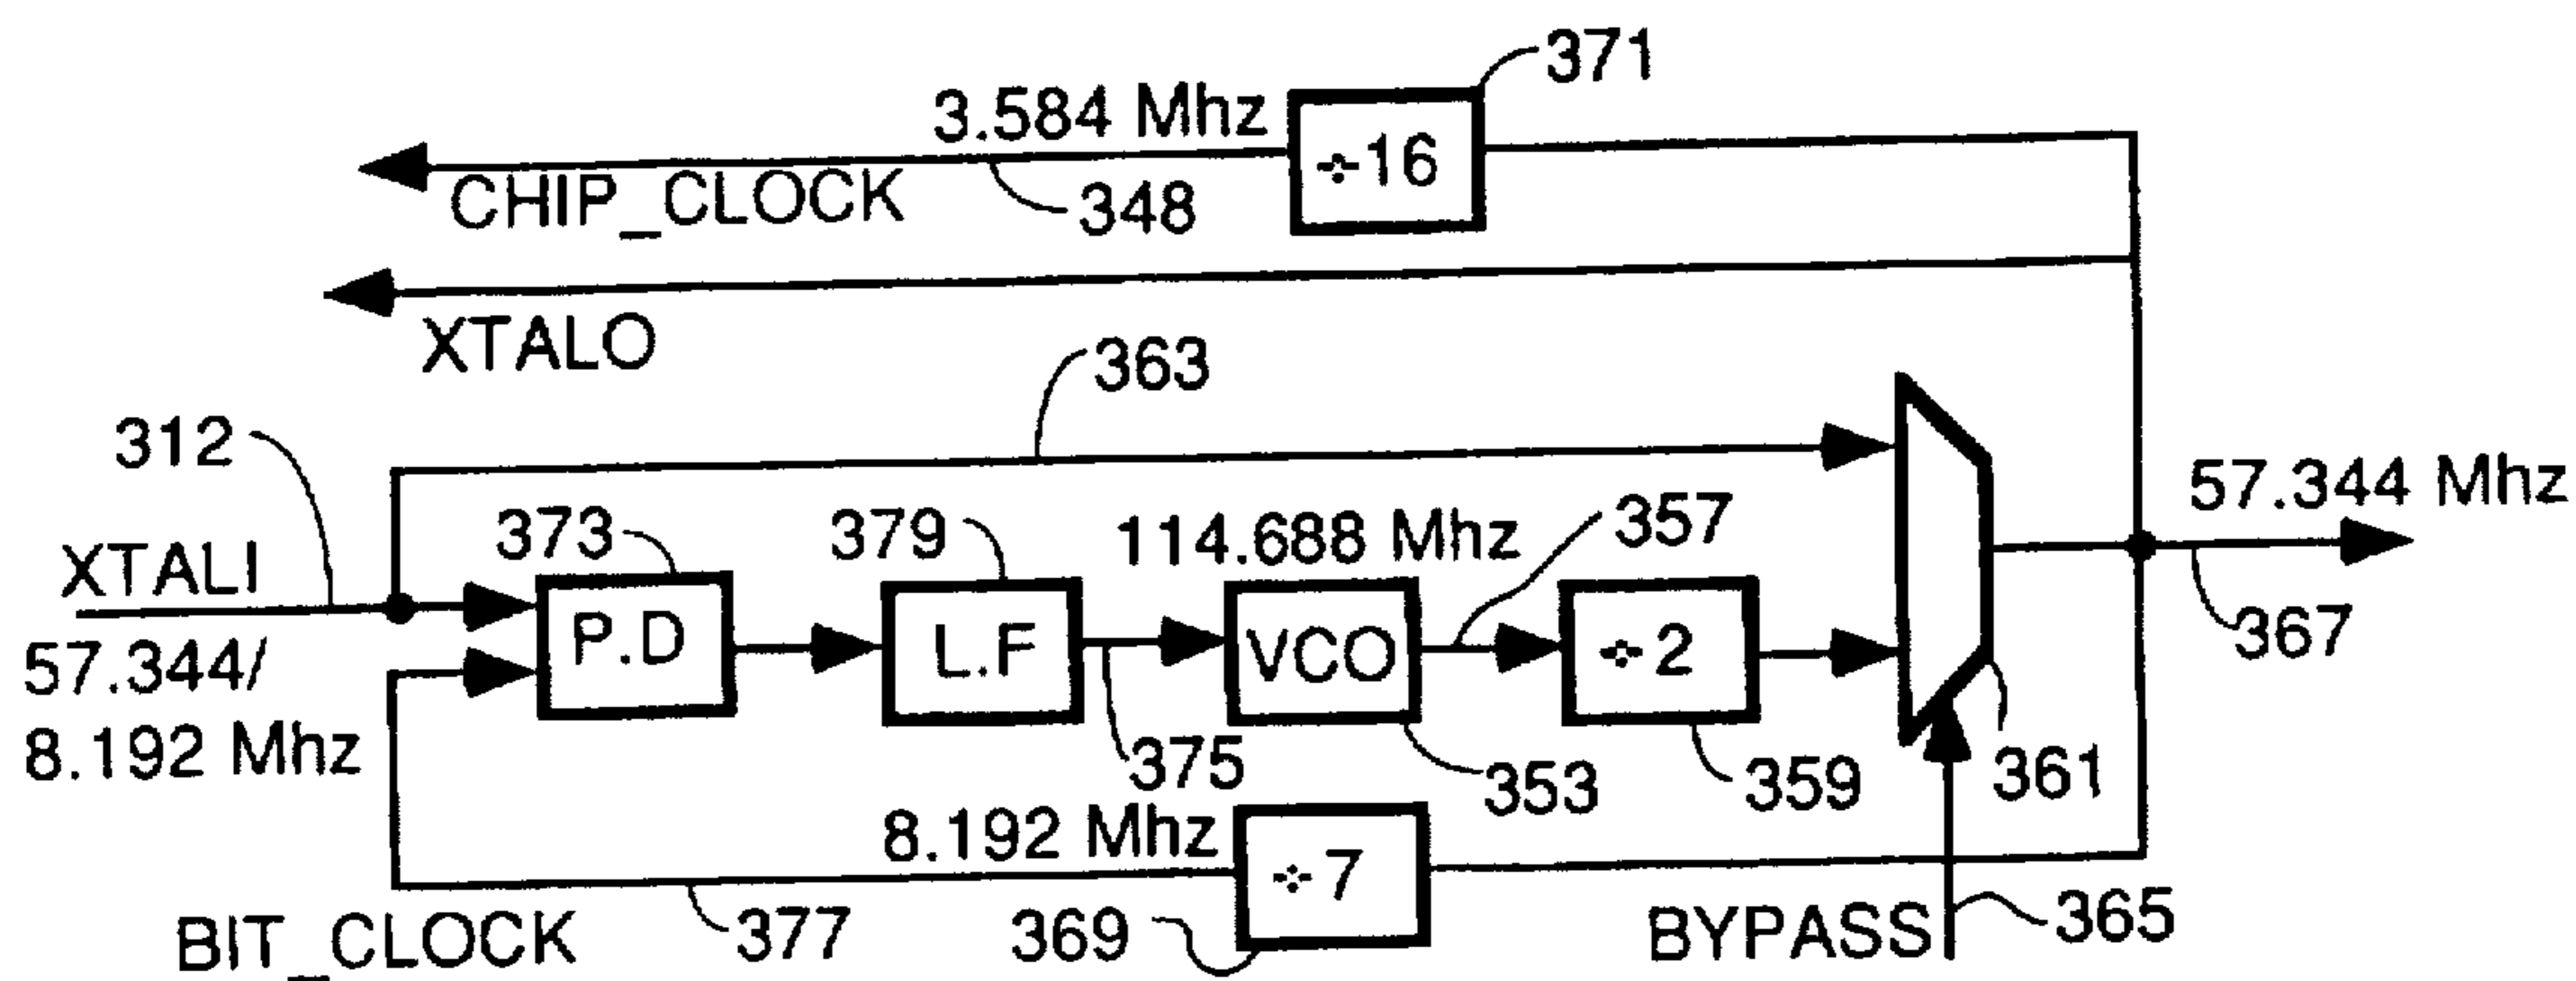 371
3.584 Mhz
÷16
CHIP_CLOCK
348
XTALO
363
312
57.344 Mhz
373
379
114.688 Mhz
357
XTALI
P.D
L.F
VCO
÷2
367
57.344/
8.192 Mhz
375
353
359
361
8.192 Mhz
÷7
BIT_CLOCK
377
369
BYPASS
365